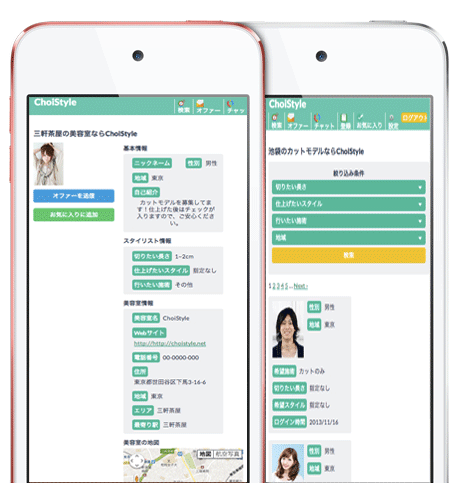 ChoiStyle
検索 オファー チャッ
三軒茶屋の美容室ならChoiStyle
オファーを送信
お気に入りに追加
基本情報
ニックネーム 性別 男性
地域 東京
自己紹介
カットモデルを募集してま
す！仕上げた後はチェックが
入りますので、ご安心くださ
い。
スタイリスト情報
切りたい長さ 1~2cm
仕上げたいスタイル 指定なし
行いたい施術 その他
美容室情報
美容室名 ChoiStyle
Webサイト
http://http://choistyle.net
電話番号 00-0000-000
住所
東京都世田谷区下馬3-16-6
地域 東京
エリア 三軒茶屋
最寄り駅 三軒茶屋
美容室の地図
地図 航空写真
ChoiStyle
検索 オファー チャット 登録 お気に入り 設定 ログアウト
池袋のカットモデルならChoiStyle
絞り込み条件
切りたい長さ
仕上げたいスタイル
行いたい施術
地域
検索
1 2 3 4 5 ... Next ›
性別 男性
地域 東京
希望施術 カットのみ
切りたい長さ 指定なし
希望スタイル 指定なし
ログイン時間 2013/11/16
性別 男性
地域 東京